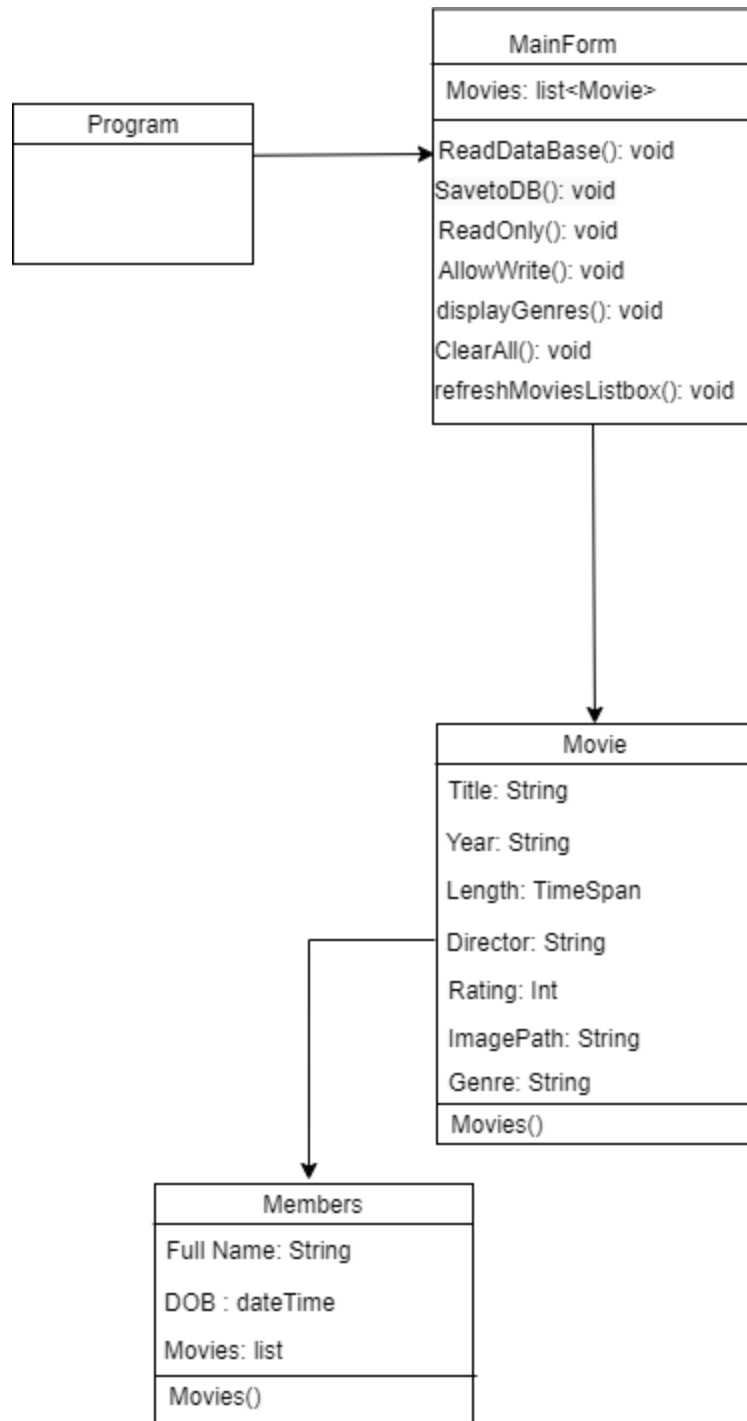 MainForm
Movies: list<Movie>
Program
ReadDataBase(): void
SavetoDB(): void
ReadOnly(): void
AllowWrite(): void
displayGenres(): void
ClearAll(): void
refreshMoviesListbox(): void
Movie
Title: String
Year: String
Length: TimeSpan
Director: String
Rating: Int
ImagePath: String
Genre: String
Movies()
Members
Full Name: String
DOB : dateTime
Movies: list
Movies()